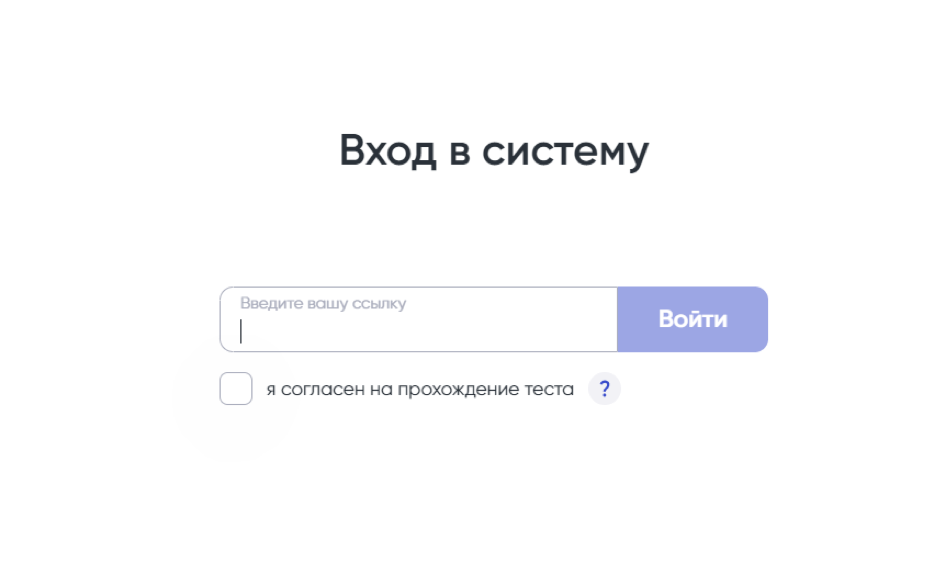 Вход в систему
Введите вашу ссылку
Войти
я согласен на прохождение теста
?